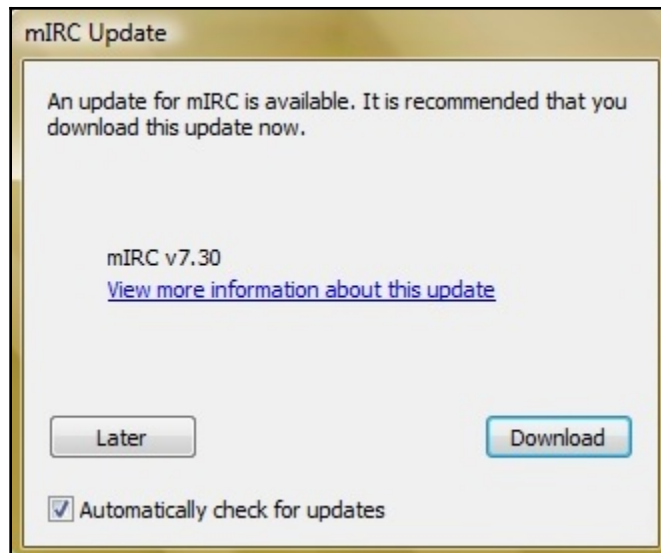 mIRC Update
An update for mIRC is available. It is recommended that you
download this update now.
mIRC v7.30
View more information about this update
Later
Download
Automatically check for updates